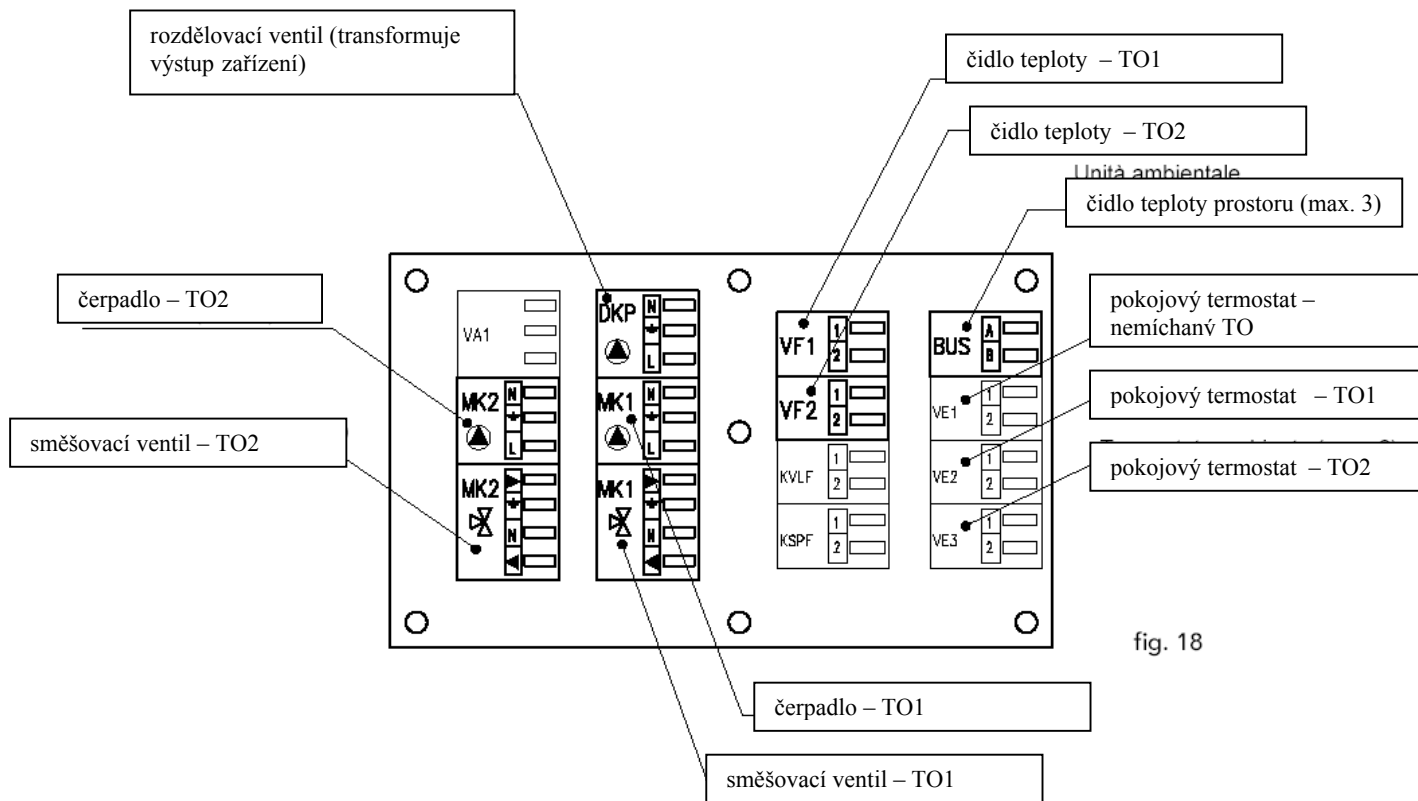 rozdělovací ventil (transformuje
výstup zařízení)
čidlo teploty – TO1
čidlo teploty – TO2
Unità ambientale
čidlo teploty prostoru (max. 3)
čerpadlo – TO2
pokojový termostat –
nemíchaný TO
směšovací ventil – TO2
pokojový termostat – TO1
pokojový termostat – TO2
VA1
DKP N L
MK2 N L
MK1 N L
MK2 N
MK1 N
VF1 1 2
VF2 1 2
KVLF 1 2
KSPF 1 2
BUS A B
VE1 1 2
VE2 1 2
VE3 1 2
fig. 18
čerpadlo – TO1
směšovací ventil – TO1